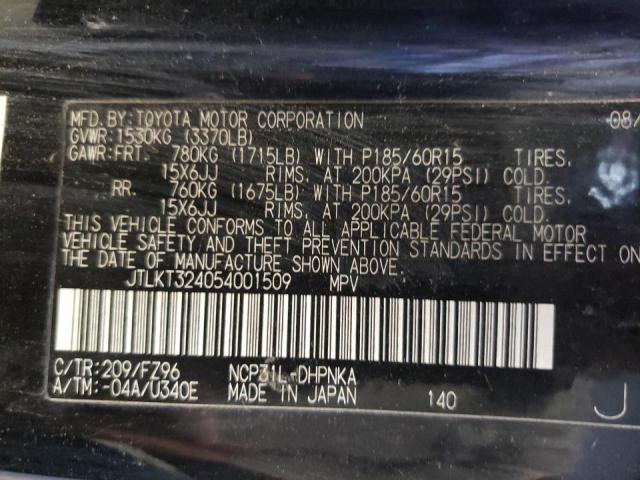 MFD. BY: TOYOTA MOTOR CORPORATION 08/
GVWR: 1530KG (3370LB)
GAWR: FRT. 780KG (1715LB) WITH P185/60R15 TIRES,
15X6JJ RIMS, AT 200KPA (29PSI) COLD.
RR. 760KG (1675LB) WITH P185/60R15 TIRES,
15X6JJ RIMS, AT 200KPA (29PSI) COLD.
THIS VEHICLE CONFORMS TO ALL APPLICABLE FEDERAL MOTOR
VEHICLE SAFETY AND THEFT PREVENTION STANDARDS IN EFFECT ON
THE DATE OF MANUFACTURE SHOWN ABOVE.
JTLKT324054001509 MPV
C/TR: 209/FZ96 NCP31L-DHPNKA
A/TM: -04A/U340E MADE IN JAPAN 140 J